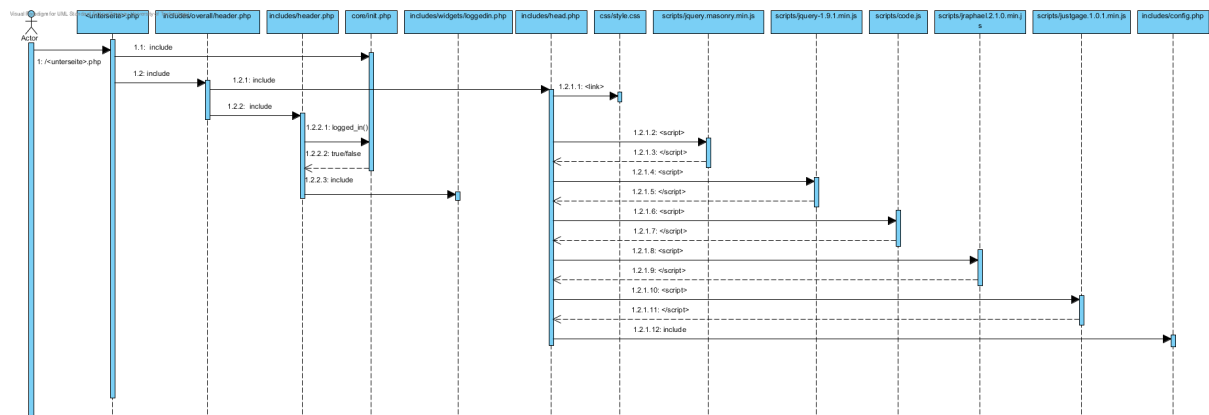 <unterseite>.php
includes/overall/header.php
includes/header.php
core/init.php
includes/widgets/loggedin.php
includes/head.php
css/style.css
scripts/jquery.masonry.min.js
scripts/jquery-1.9.1.min.js
scripts/code.js
scripts/jraphael.2.1.0.min.j
s
scripts/justgage.1.0.1.min.js
includes/config.php
Actor
1: /<unterseite>.php
1.1: include
1.2: include
1.2.1: include
1.2.1.1: <link>
1.2.2: include
1.2.2.1: logged_in()
1.2.1.2: <script>
1.2.2.2: true/false
1.2.1.3: </script>
1.2.1.4: <script>
1.2.2.3: include
1.2.1.5: </script>
1.2.1.6: <script>
1.2.1.7: </script>
1.2.1.8: <script>
1.2.1.9: </script>
1.2.1.10: <script>
1.2.1.11: </script>
1.2.1.12: include